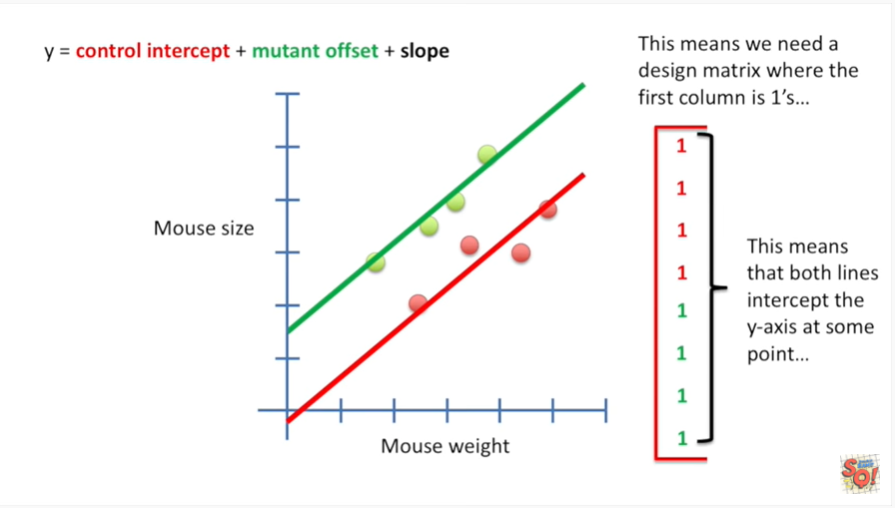 y = control intercept + mutant offset + slope
This means we need a
design matrix where the
first column is 1's...
Mouse size
Mouse weight
1
1
1
1
1
1
1
1
This means
that both lines
intercept the
y-axis at some
point...
SQ!